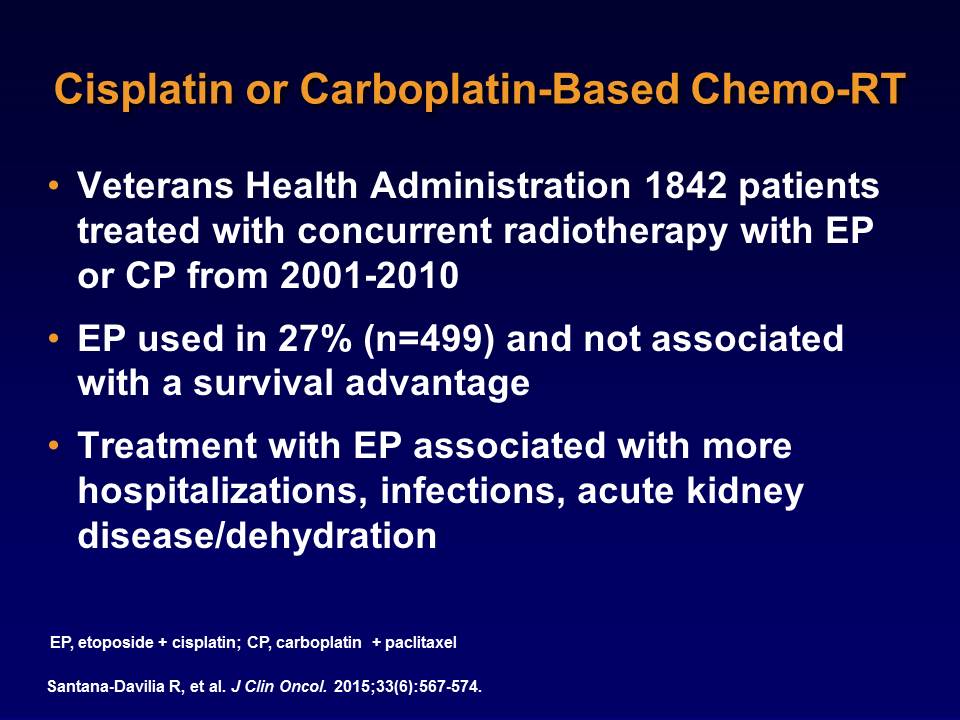 Cisplatin or Carboplatin-Based Chemo-RT
• Veterans Health Administration 1842 patients
treated with concurrent radiotherapy with EP
or CP from 2001-2010
• EP used in 27% (n=499) and not associated
with a survival advantage
• Treatment with EP associated with more
hospitalizations, infections, acute kidney
disease/dehydration
EP, etoposide + cisplatin; CP, carboplatin + paclitaxel
Santana-Davilia R, et al. J Clin Oncol. 2015;33(6):567-574.